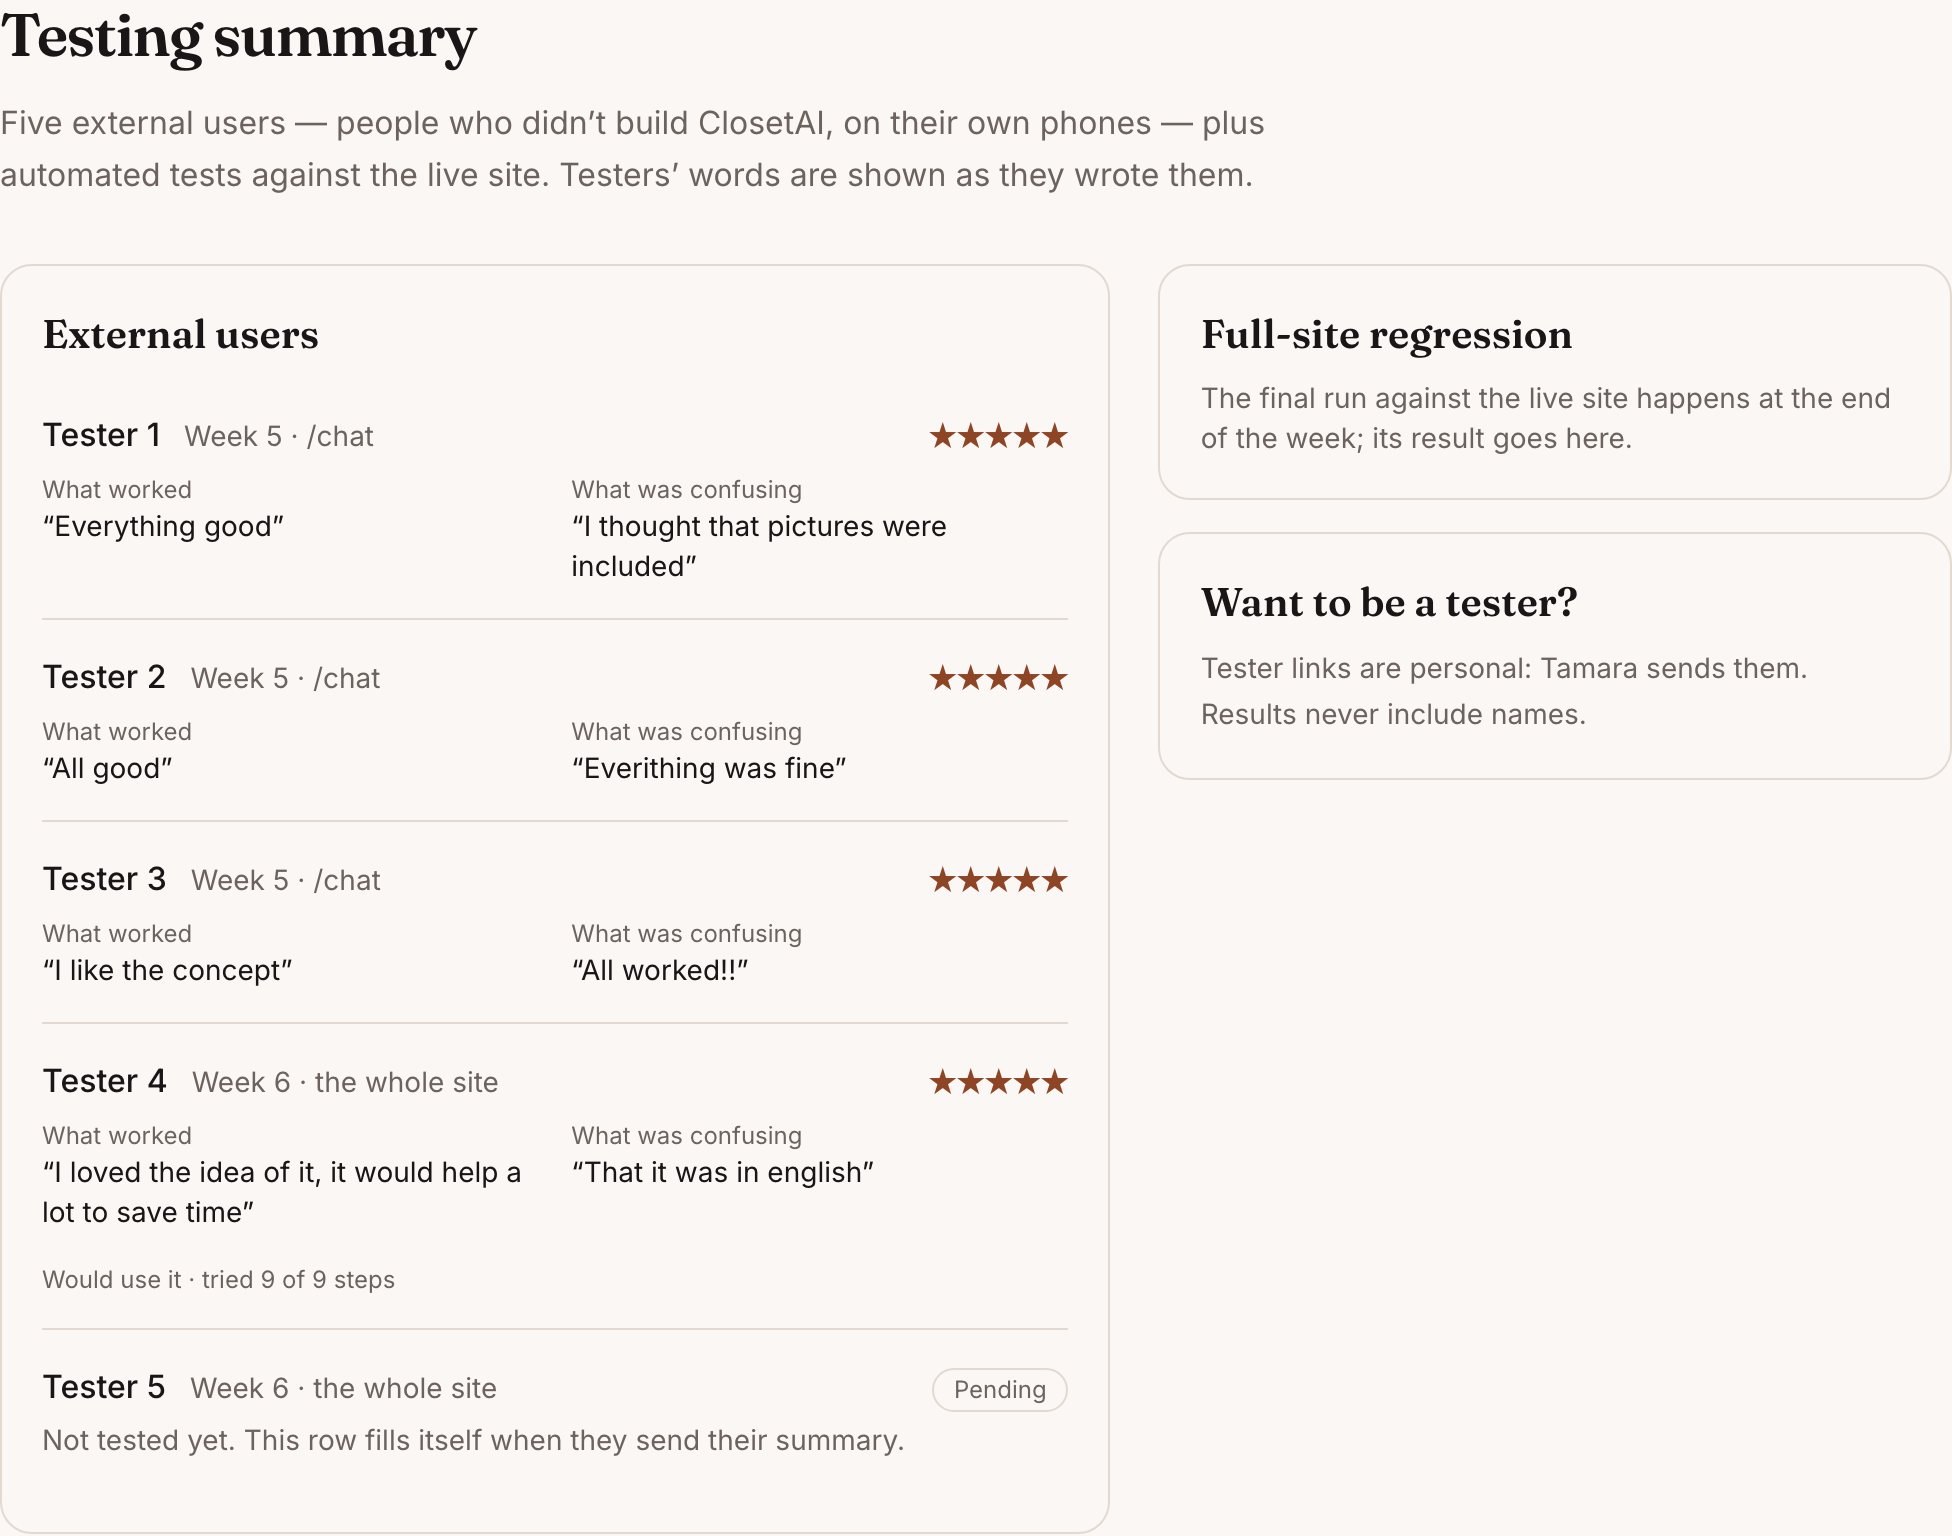 Testing summary
Five external users — people who didn’t build ClosetAI, on their own phones — plus
automated tests against the live site. Testers’ words are shown as they wrote them.
External users
Tester 1 Week 5 · /chat ★★★★★
What worked
“Everything good”
What was confusing
“I thought that pictures were
included”
Tester 2 Week 5 · /chat ★★★★★
What worked
“All good”
What was confusing
“Everithing was fine”
Tester 3 Week 5 · /chat ★★★★★
What worked
“I like the concept”
What was confusing
“All worked!!”
Tester 4 Week 6 · the whole site ★★★★★
What worked
“I loved the idea of it, it would help a
lot to save time”
What was confusing
“That it was in english”
Would use it · tried 9 of 9 steps
Tester 5 Week 6 · the whole site Pending
Not tested yet. This row fills itself when they send their summary.
Full-site regression
The final run against the live site happens at the end
of the week; its result goes here.
Want to be a tester?
Tester links are personal: Tamara sends them.
Results never include names.